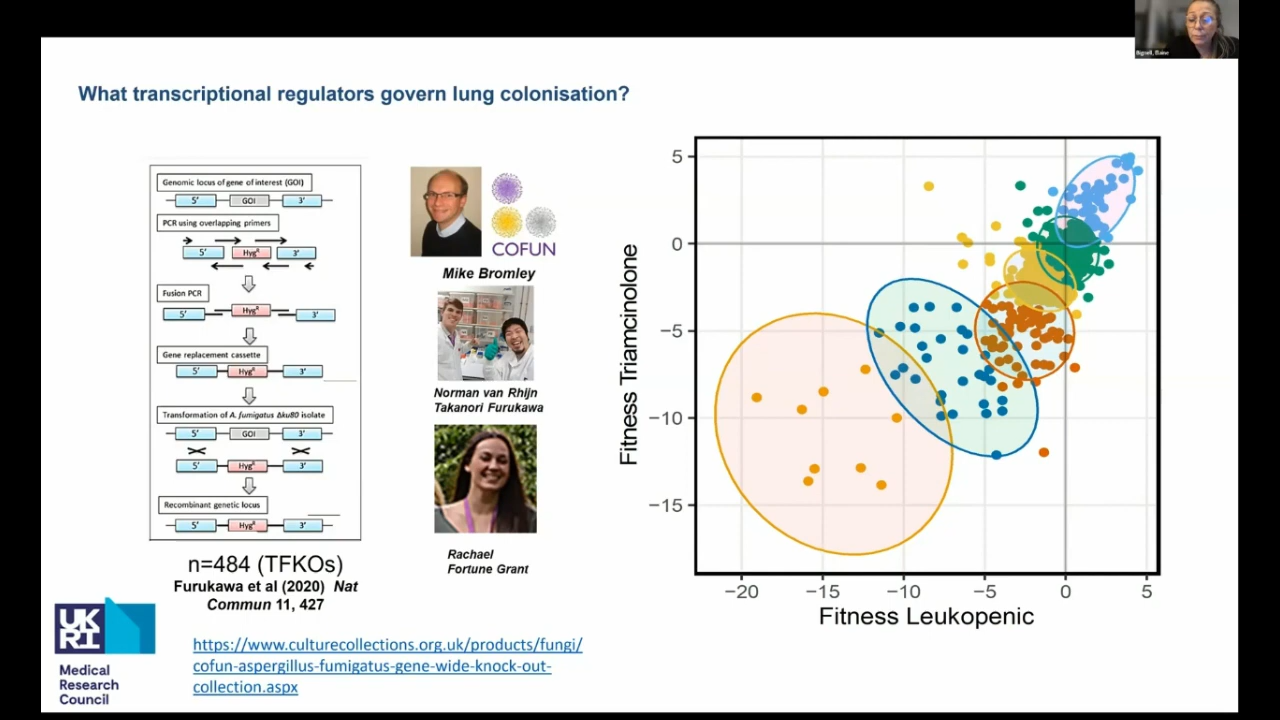 Bignell, Elaine
What transcriptional regulators govern lung colonisation?
Genomic locus of gene of interest (GOI)
5' GOI 3'
PCR using overlapping primers
5' Hygᴿ 3'
Fusion PCR
5' Hygᴿ 3'
Gene replacement cassette
5' Hygᴿ 3'
Transformation of A. fumigatus Δku80 isolate
5' GOI 3'
5' Hygᴿ 3'
Recombinant genetic locus
5' Hygᴿ 3'
n=484 (TFKOs)
Furukawa et al (2020) Nat
Commun 11, 427
COFUN
Mike Bromley
Norman van Rhijn
Takanori Furukawa
Rachael
Fortune Grant
Fitness Triamcinolone
5
0
−5
−10
−15
−20 −15 −10 −5 0 5
Fitness Leukopenic
UK
RI
Medical
Research
Council
https://www.culturecollections.org.uk/products/fungi/
cofun-aspergillus-fumigatus-gene-wide-knock-out-
collection.aspx